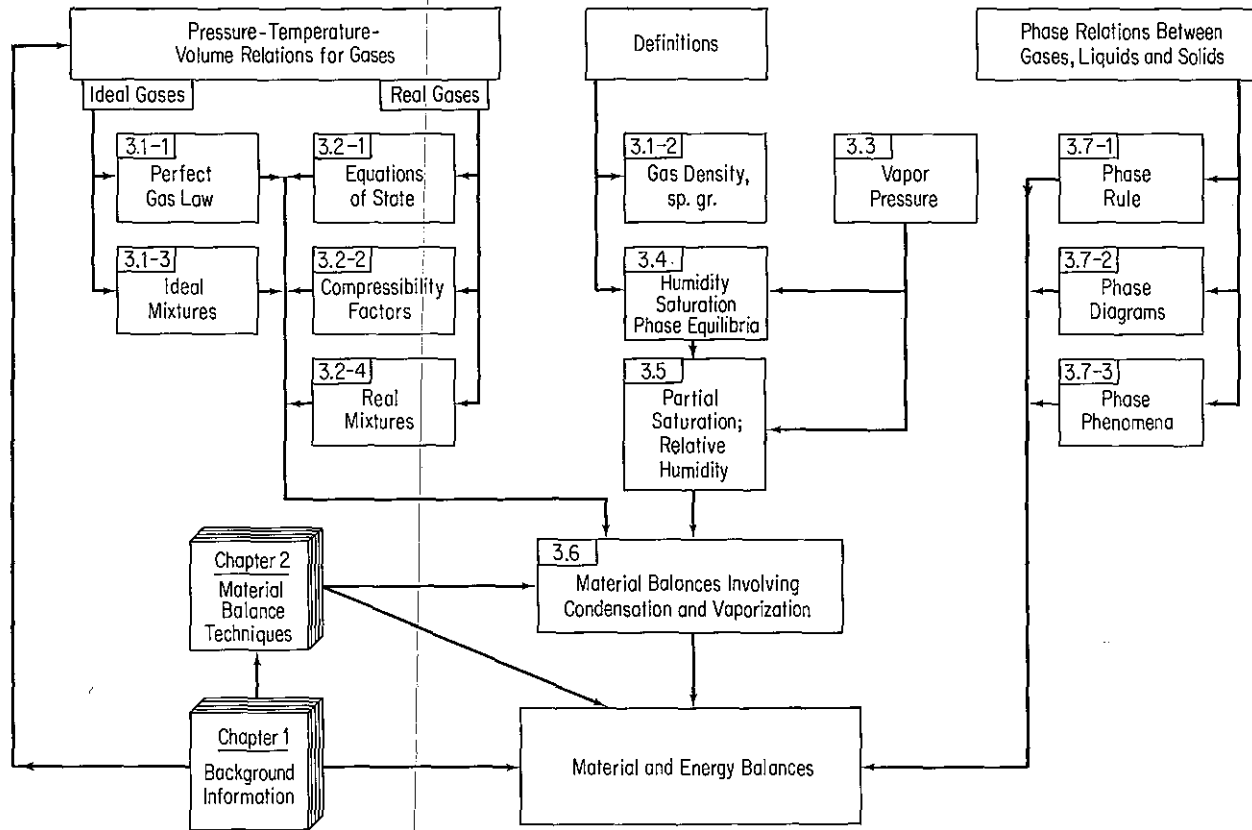 Pressure-Temperature-
Volume Relations for Gases
Definitions
Phase Relations Between
Gases, Liquids and Solids
Ideal Gases
Real Gases
3.1-1
Perfect
Gas Law
3.2-1
Equations
of State
3.1-2
Gas Density,
sp. gr.
3.3
Vapor
Pressure
3.7-1
Phase
Rule
3.1-3
Ideal
Mixtures
3.2-2
Compressibility
Factors
3.4
Humidity
Saturation
Phase Equilibria
3.7-2
Phase
Diagrams
3.2-4
Real
Mixtures
3.5
Partial
Saturation;
Relative
Humidity
3.7-3
Phase
Phenomena
Chapter 2
Material
Balance
Techniques
3.6
Material Balances Involving
Condensation and Vaporization
Chapter 1
Background
Information
Material and Energy Balances